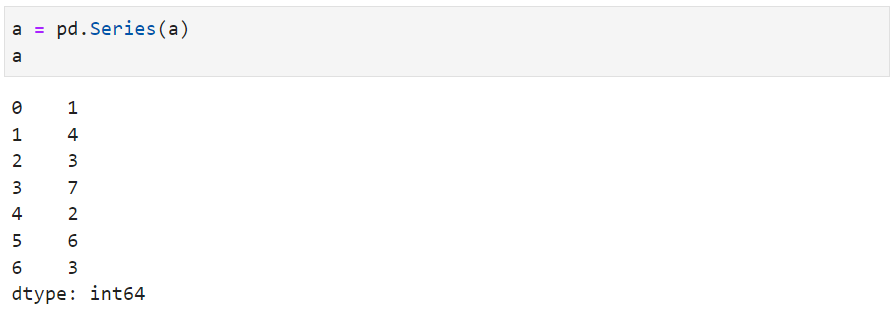 a = pd.Series(a)
a
0    1
1    4
2    3
3    7
4    2
5    6
6    3
dtype: int64